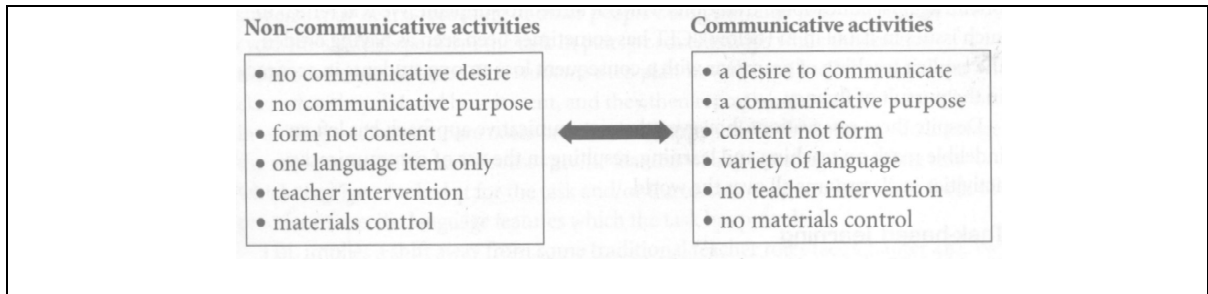 Non-communicative activities
• no communicative desire
• no communicative purpose
• form not content
• one language item only
• teacher intervention
• materials control
Communicative activities
• a desire to communicate
• a communicative purpose
• content not form
• variety of language
• no teacher intervention
• no materials control